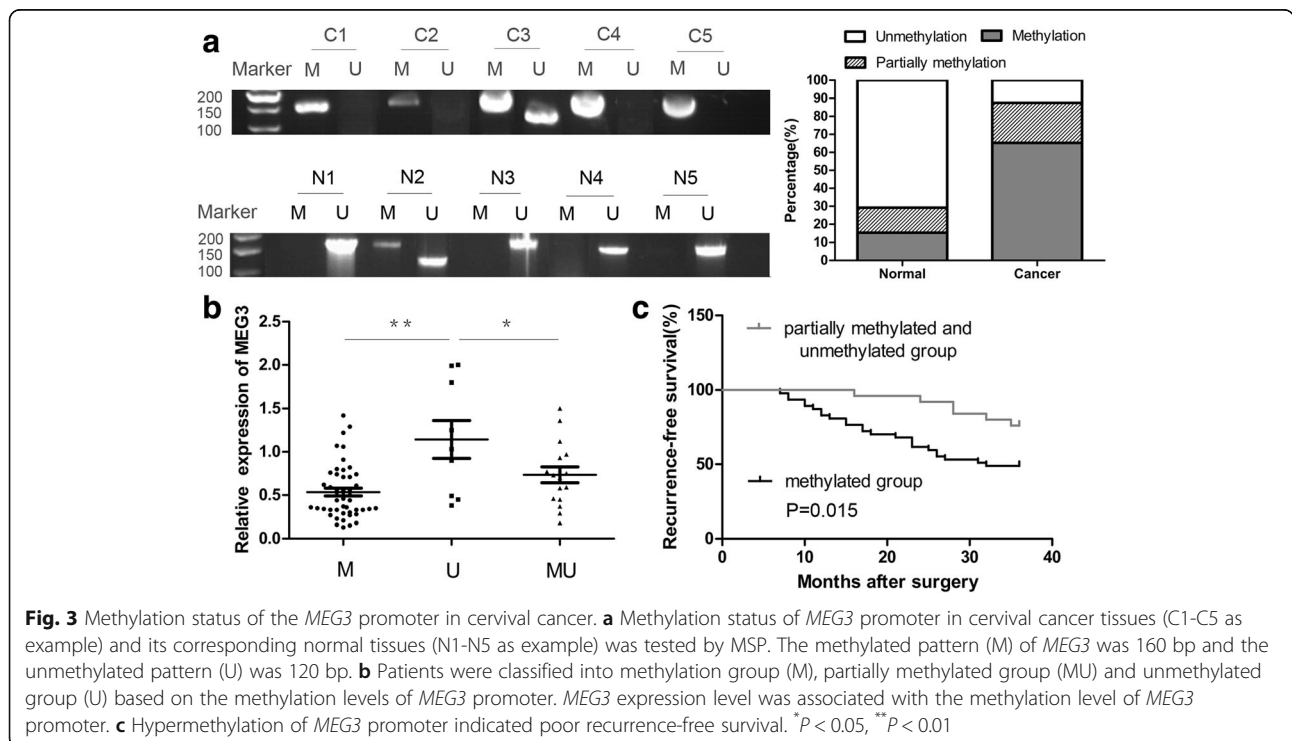 a
C1 C2 C3 C4 C5
Marker M U M U M U M U M U
200
150
100
N1 N2 N3 N4 N5
Marker M U M U M U M U M U
200
150
100
Unmethylation Methylation
Partially methylation
Percentage(%)
100
90
80
70
60
50
40
30
20
10
0
Normal Cancer
b
Relative expression of MEG3
2.5
2.0
1.5
1.0
0.5
0.0
** *
M U MU
c
Recurrence-free survival(%)
150
100
50
0
partially methylated and
unmethylated group
methylated group
P=0.015
0 10 20 30 40
Months after surgery
Fig. 3 Methylation status of the MEG3 promoter in cervival cancer. a Methylation status of MEG3 promoter in cervival cancer tissues (C1-C5 as
example) and its corresponding normal tissues (N1-N5 as example) was tested by MSP. The methylated pattern (M) of MEG3 was 160 bp and the
unmethylated pattern (U) was 120 bp. b Patients were classified into methylation group (M), partially methylated group (MU) and unmethylated
group (U) based on the methylation levels of MEG3 promoter. MEG3 expression level was associated with the methylation level of MEG3
promoter. c Hypermethylation of MEG3 promoter indicated poor recurrence-free survival. *P < 0.05, **P < 0.01